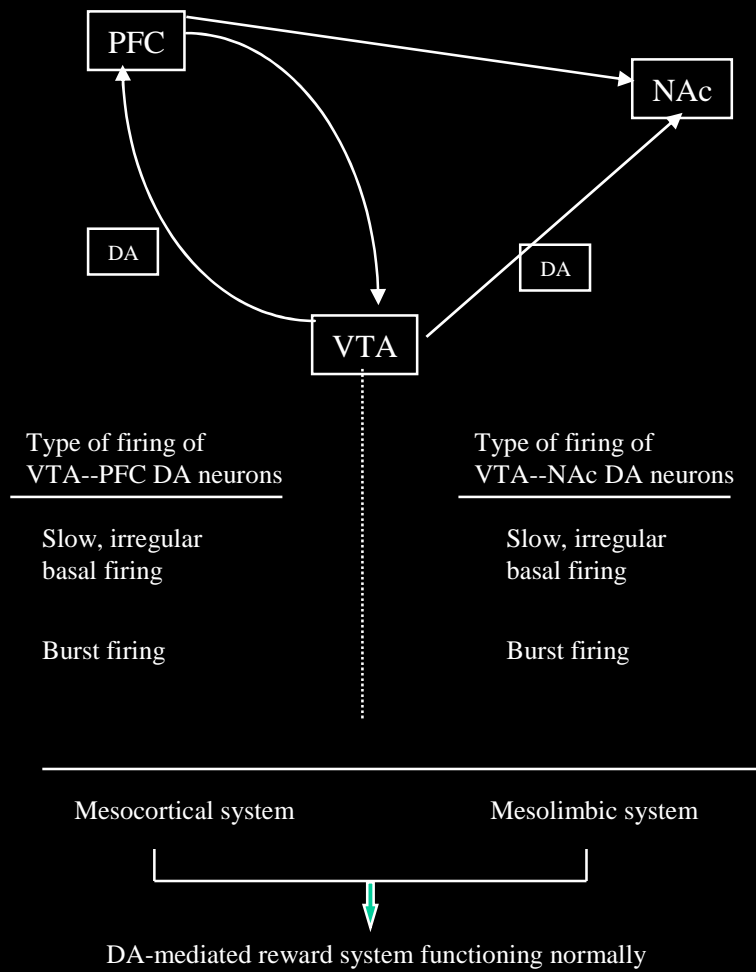 PFC
NAc
DA
DA
VTA
Type of firing of
VTA--PFC DA neurons
Slow, irregular
basal firing
Burst firing
Type of firing of
VTA--NAc DA neurons
Slow, irregular
basal firing
Burst firing
Mesocortical system
Mesolimbic system
DA-mediated reward system functioning normally